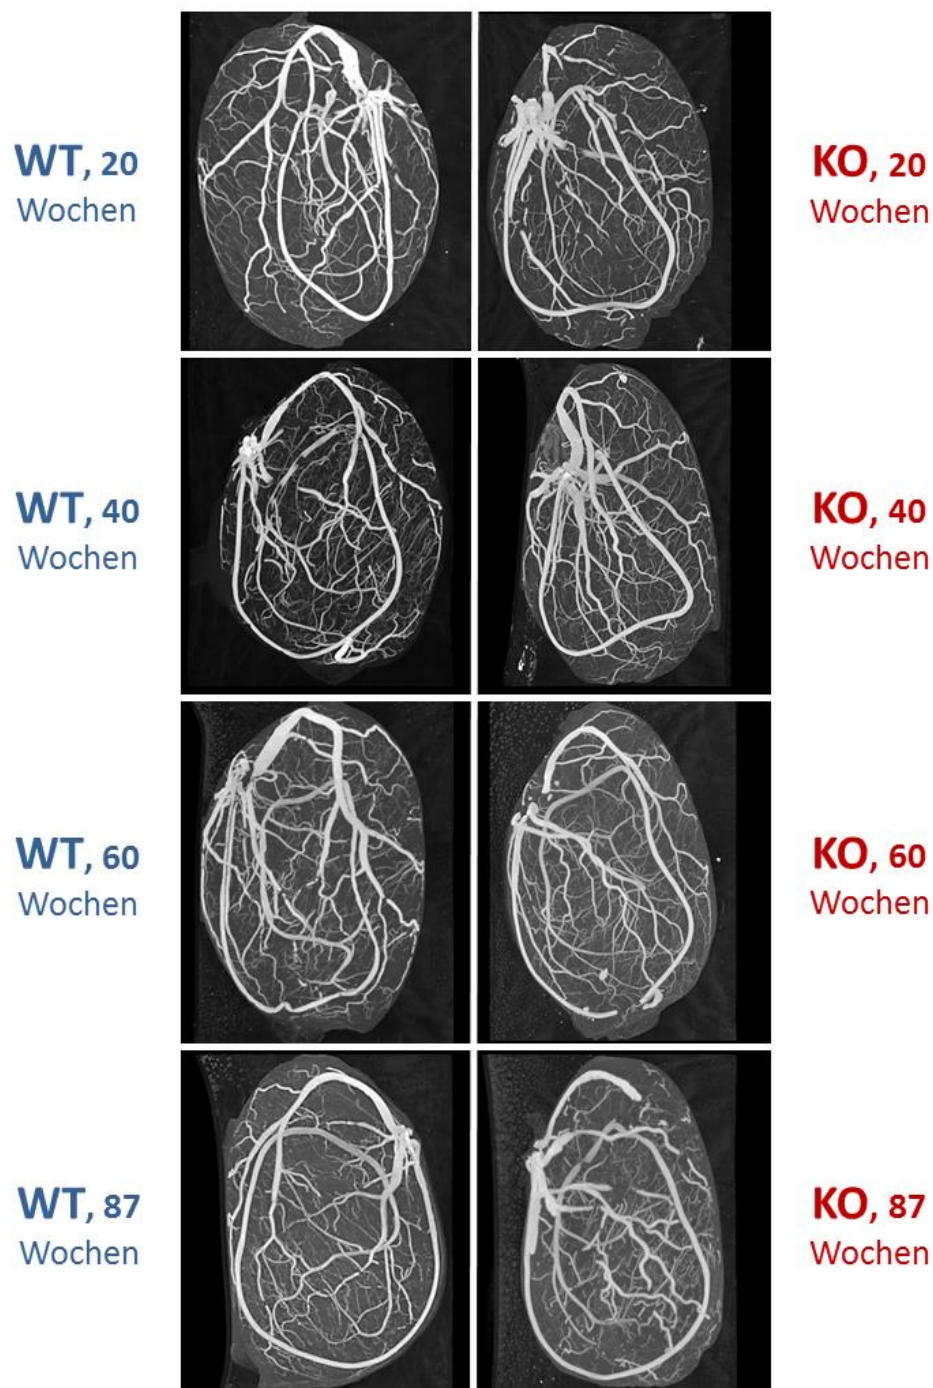 WT, 20
Wochen
KO, 20
Wochen
WT, 40
Wochen
KO, 40
Wochen
WT, 60
Wochen
KO, 60
Wochen
WT, 87
Wochen
KO, 87
Wochen